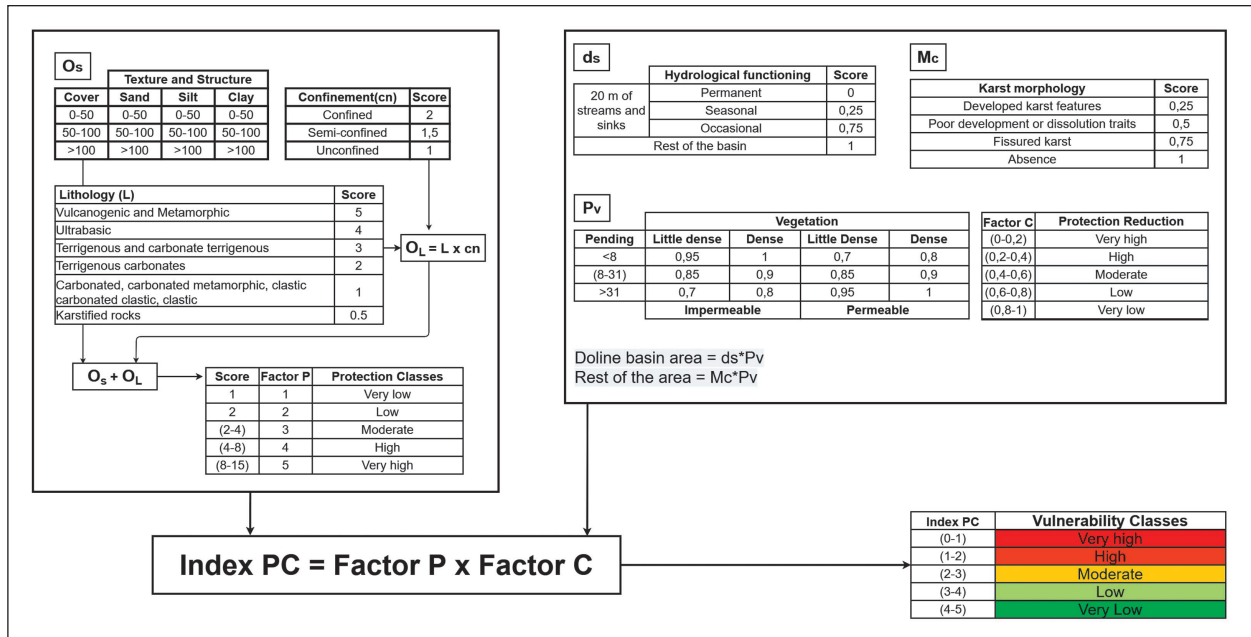 Os
Texture and Structure
Cover Sand Silt Clay
0-50 0-50 0-50 0-50
50-100 50-100 50-100 50-100
>100 >100 >100 >100
Confinement(cn) Score
Confined 2
Semi-confined 1,5
Unconfined 1
Lithology (L) Score
Vulcanogenic and Metamorphic 5
Ultrabasic 4
Terrigenous and carbonate terrigenous 3
Terrigenous carbonates 2
Carbonated, carbonated metamorphic, clastic
carbonated clastic, clastic 1
Karstified rocks 0.5
OL = L x cn
Os + OL
Score Factor P Protection Classes
1 1 Very low
2 2 Low
(2-4) 3 Moderate
(4-8) 4 High
(8-15) 5 Very high
ds
Hydrological functioning Score
20 m of streams and sinks
Permanent 0
Seasonal 0,25
Occasional 0,75
Rest of the basin 1
Mc
Karst morphology Score
Developed karst features 0,25
Poor development or dissolution traits 0,5
Fissured karst 0,75
Absence 1
Pv
Vegetation
Pending Little dense Dense Little Dense Dense
<8 0,95 1 0,7 0,8
(8-31) 0,85 0,9 0,85 0,9
>31 0,7 0,8 0,95 1
Impermeable Permeable
Factor C Protection Reduction
(0-0,2) Very high
(0,2-0,4) High
(0,4-0,6) Moderate
(0,6-0,8) Low
(0,8-1) Very low
Doline basin area = ds*Pv
Rest of the area = Mc*Pv
Index PC = Factor P x Factor C
Index PC Vulnerability Classes
(0-1) Very high
(1-2) High
(2-3) Moderate
(3-4) Low
(4-5) Very Low